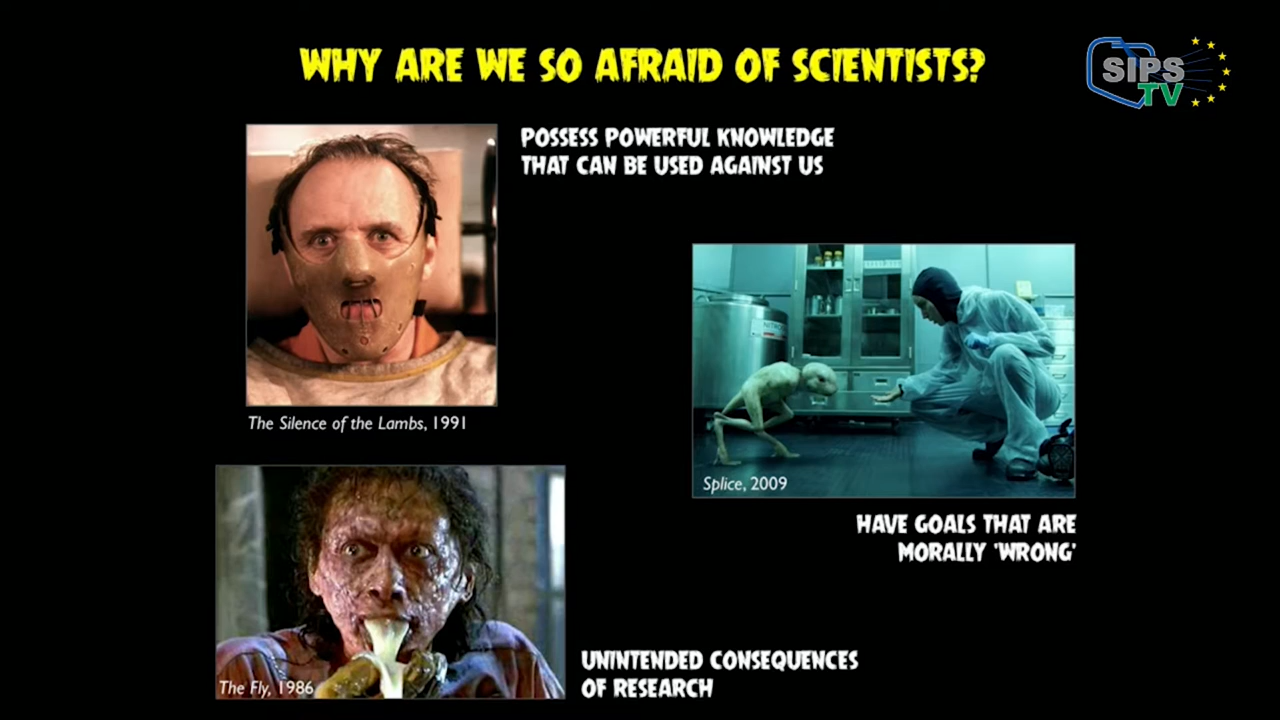 WHY ARE WE SO AFRAID OF SCIENTISTS?
SIPS
TV
POSSESS POWERFUL KNOWLEDGE
THAT CAN BE USED AGAINST US
The Silence of the Lambs, 1991
NITRO
Splice, 2009
HAVE GOALS THAT ARE
MORALLY 'WRONG'
The Fly, 1986
UNINTENDED CONSEQUENCES
OF RESEARCH